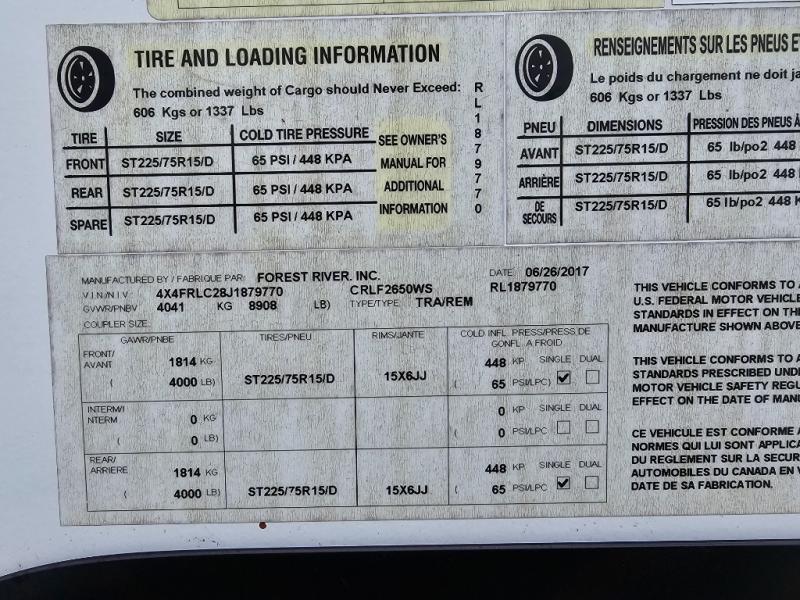 TIRE AND LOADING INFORMATION
The combined weight of Cargo should Never Exceed:
606 Kgs or 1337 Lbs
TIRE SIZE COLD TIRE PRESSURE
FRONT ST225/75R15/D 65 PSI / 448 KPA
REAR ST225/75R15/D 65 PSI / 448 KPA
SPARE ST225/75R15/D 65 PSI / 448 KPA
SEE OWNER'S
MANUAL FOR
ADDITIONAL
INFORMATION
RL1879770
RENSEIGNEMENTS SUR LES PNEUS ET
Le poids du chargement ne doit ja
606 Kgs or 1337 Lbs
PNEU DIMENSIONS PRESSION DES PNEUS À
AVANT ST225/75R15/D 65 lb/po2 448
ARRIÈRE ST225/75R15/D 65 lb/po2 448
DE SECOURS ST225/75R15/D 65 lb/po2 448 K
MANUFACTURED BY / FABRIQUE PAR: FOREST RIVER, INC. DATE: 06/26/2017
V.I.N/N.I.V: 4X4FRLC28J1879770 CRLF2650WS RL1879770
GVWR/PNBV 4041 KG 8908 LB) TYPE/TYPE: TRA/REM
COUPLER SIZE:
GAWR/PNBE TIRES/PNEU RIMS/JANTE COLD INFL PRESS/PRESS.DE
GONFL. A FROID
FRONT/
AVANT 1814 KG 448 KP SINGLE DUAL
( 4000 LB) ST225/75R15/D 15X6JJ ( 65 PSI/LPC)
INTERM/I
NTERM 0 KG 0 KP SINGLE DUAL
( 0 LB) ( 0 PSI/LPC
REAR/
ARRIERE 1814 KG 448 KP SINGLE DUAL
( 4000 LB) ST225/75R15/D 15X6JJ ( 65 PSI/LPC
THIS VEHICLE CONFORMS TO A
U.S. FEDERAL MOTOR VEHICLE
STANDARDS IN EFFECT ON THE
MANUFACTURE SHOWN ABOVE
THIS VEHICLE CONFORMS TO A
STANDARDS PRESCRIBED UNDE
MOTOR VEHICLE SAFETY REGU
EFFECT ON THE DATE OF MANU
CE VEHICULE EST CONFORME A
NORMES QUI LUI SONT APPLICA
DU REGLEMENT SUR LA SECUR
AUTOMOBILES DU CANADA EN V
DATE DE SA FABRICATION.